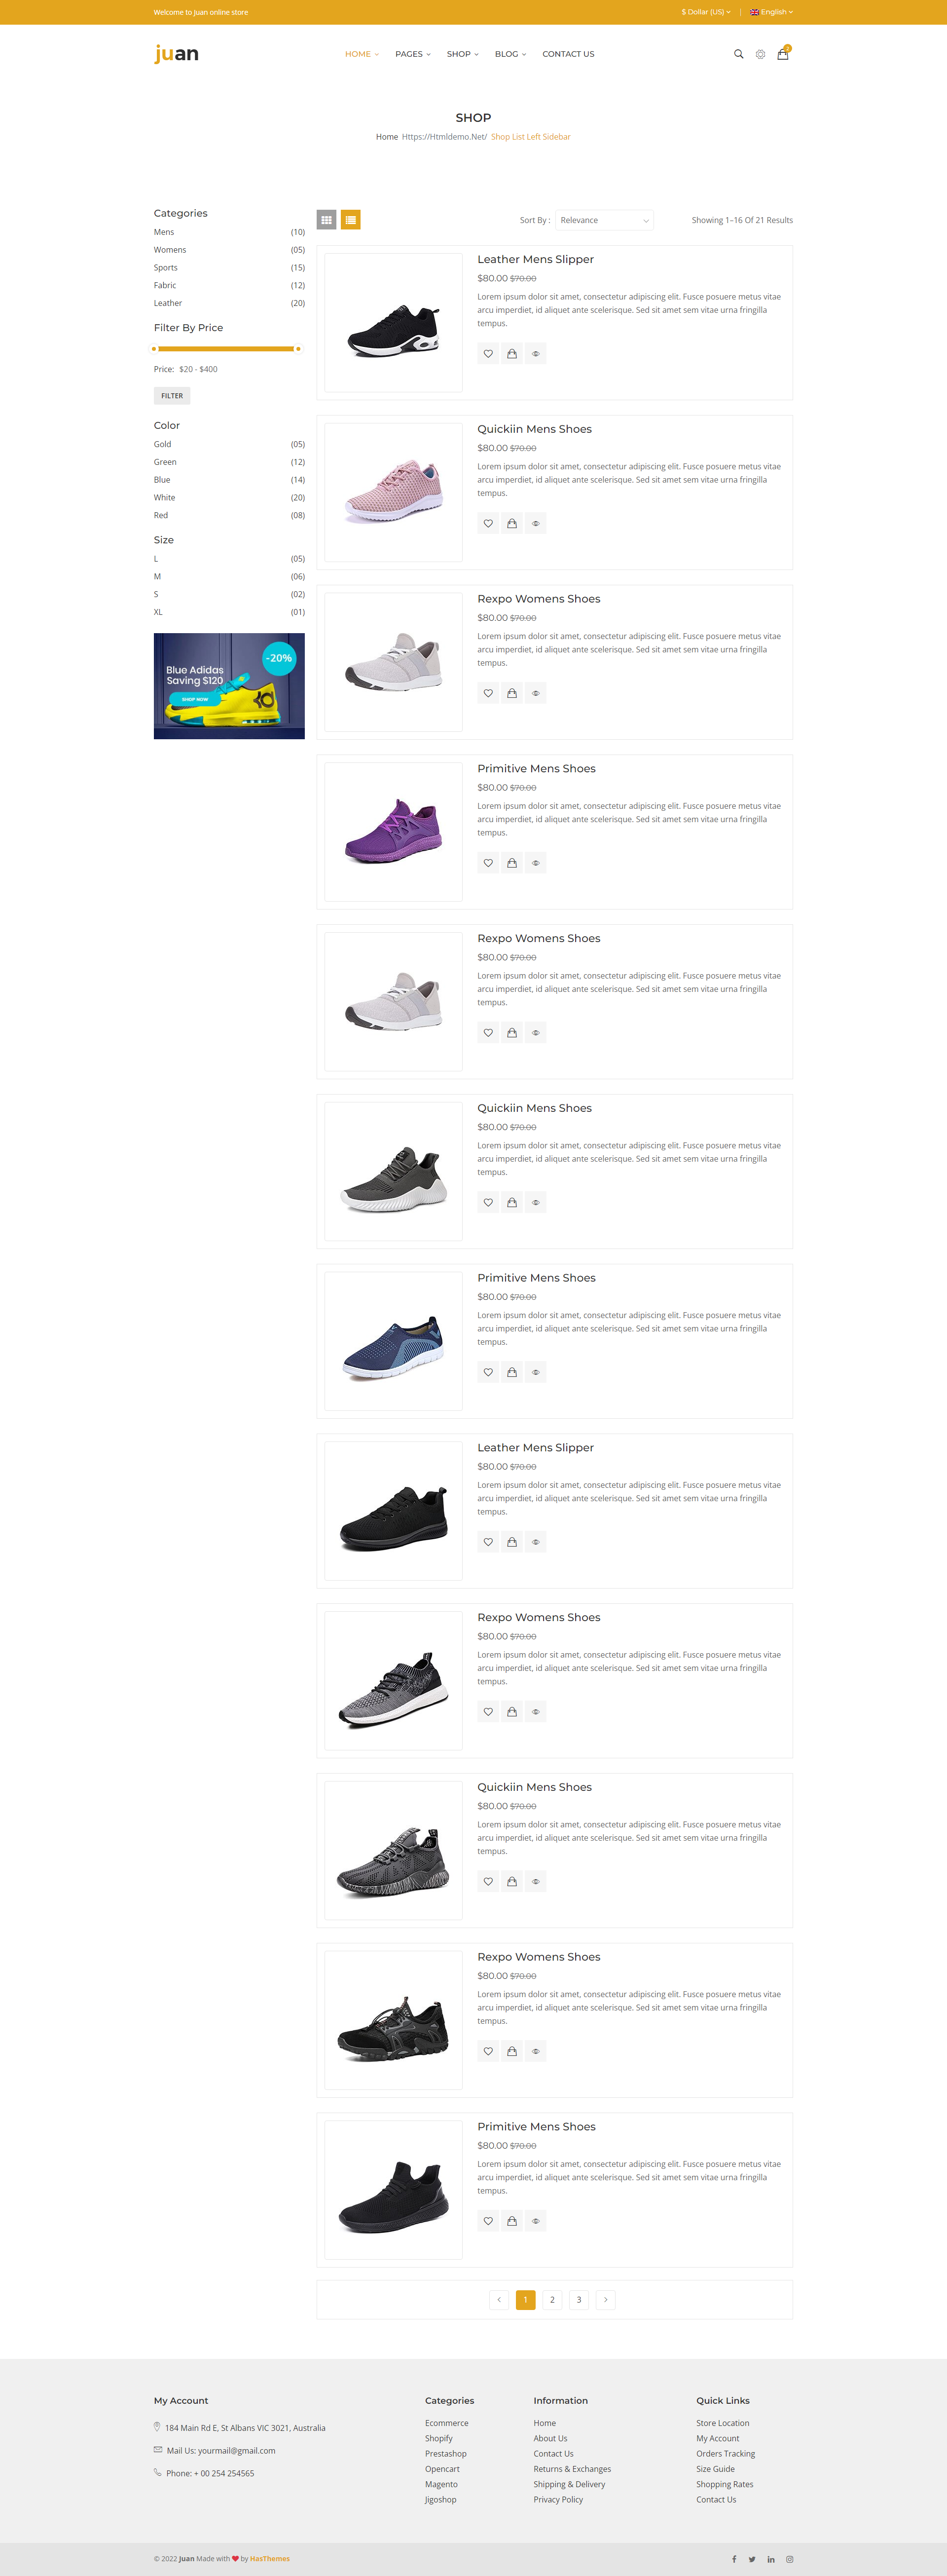 Welcome to Juan online store
$ Dollar (US) | English
juan
HOME PAGES SHOP BLOG CONTACT US
2
SHOP
Home Https://Htmldemo.Net/ Shop List Left Sidebar
Categories
Mens (10)
Womens (05)
Sports (15)
Fabric (12)
Leather (20)
Filter By Price
Price: $20 - $400
FILTER
Color
Gold (05)
Green (12)
Blue (14)
White (20)
Red (08)
Size
L (05)
M (06)
S (02)
XL (01)
-20%
Blue Adidas
Saving $120
SHOP NOW
Sort By : Relevance Showing 1–16 Of 21 Results
Leather Mens Slipper
$80.00 $70.00
Lorem ipsum dolor sit amet, consectetur adipiscing elit. Fusce posuere metus vitae
arcu imperdiet, id aliquet ante scelerisque. Sed sit amet sem vitae urna fringilla
tempus.
Quickiin Mens Shoes
$80.00 $70.00
Lorem ipsum dolor sit amet, consectetur adipiscing elit. Fusce posuere metus vitae
arcu imperdiet, id aliquet ante scelerisque. Sed sit amet sem vitae urna fringilla
tempus.
Rexpo Womens Shoes
$80.00 $70.00
Lorem ipsum dolor sit amet, consectetur adipiscing elit. Fusce posuere metus vitae
arcu imperdiet, id aliquet ante scelerisque. Sed sit amet sem vitae urna fringilla
tempus.
Primitive Mens Shoes
$80.00 $70.00
Lorem ipsum dolor sit amet, consectetur adipiscing elit. Fusce posuere metus vitae
arcu imperdiet, id aliquet ante scelerisque. Sed sit amet sem vitae urna fringilla
tempus.
Rexpo Womens Shoes
$80.00 $70.00
Lorem ipsum dolor sit amet, consectetur adipiscing elit. Fusce posuere metus vitae
arcu imperdiet, id aliquet ante scelerisque. Sed sit amet sem vitae urna fringilla
tempus.
Quickiin Mens Shoes
$80.00 $70.00
Lorem ipsum dolor sit amet, consectetur adipiscing elit. Fusce posuere metus vitae
arcu imperdiet, id aliquet ante scelerisque. Sed sit amet sem vitae urna fringilla
tempus.
Primitive Mens Shoes
$80.00 $70.00
Lorem ipsum dolor sit amet, consectetur adipiscing elit. Fusce posuere metus vitae
arcu imperdiet, id aliquet ante scelerisque. Sed sit amet sem vitae urna fringilla
tempus.
Leather Mens Slipper
$80.00 $70.00
Lorem ipsum dolor sit amet, consectetur adipiscing elit. Fusce posuere metus vitae
arcu imperdiet, id aliquet ante scelerisque. Sed sit amet sem vitae urna fringilla
tempus.
Rexpo Womens Shoes
$80.00 $70.00
Lorem ipsum dolor sit amet, consectetur adipiscing elit. Fusce posuere metus vitae
arcu imperdiet, id aliquet ante scelerisque. Sed sit amet sem vitae urna fringilla
tempus.
Quickiin Mens Shoes
$80.00 $70.00
Lorem ipsum dolor sit amet, consectetur adipiscing elit. Fusce posuere metus vitae
arcu imperdiet, id aliquet ante scelerisque. Sed sit amet sem vitae urna fringilla
tempus.
Rexpo Womens Shoes
$80.00 $70.00
Lorem ipsum dolor sit amet, consectetur adipiscing elit. Fusce posuere metus vitae
arcu imperdiet, id aliquet ante scelerisque. Sed sit amet sem vitae urna fringilla
tempus.
Primitive Mens Shoes
$80.00 $70.00
Lorem ipsum dolor sit amet, consectetur adipiscing elit. Fusce posuere metus vitae
arcu imperdiet, id aliquet ante scelerisque. Sed sit amet sem vitae urna fringilla
tempus.
1 2 3
My Account
184 Main Rd E, St Albans VIC 3021, Australia
Mail Us: yourmail@gmail.com
Phone: + 00 254 254565
Categories
Ecommerce
Shopify
Prestashop
Opencart
Magento
Jigoshop
Information
Home
About Us
Contact Us
Returns & Exchanges
Shipping & Delivery
Privacy Policy
Quick Links
Store Location
My Account
Orders Tracking
Size Guide
Shopping Rates
Contact Us
© 2022 Juan Made with ❤ by HasThemes